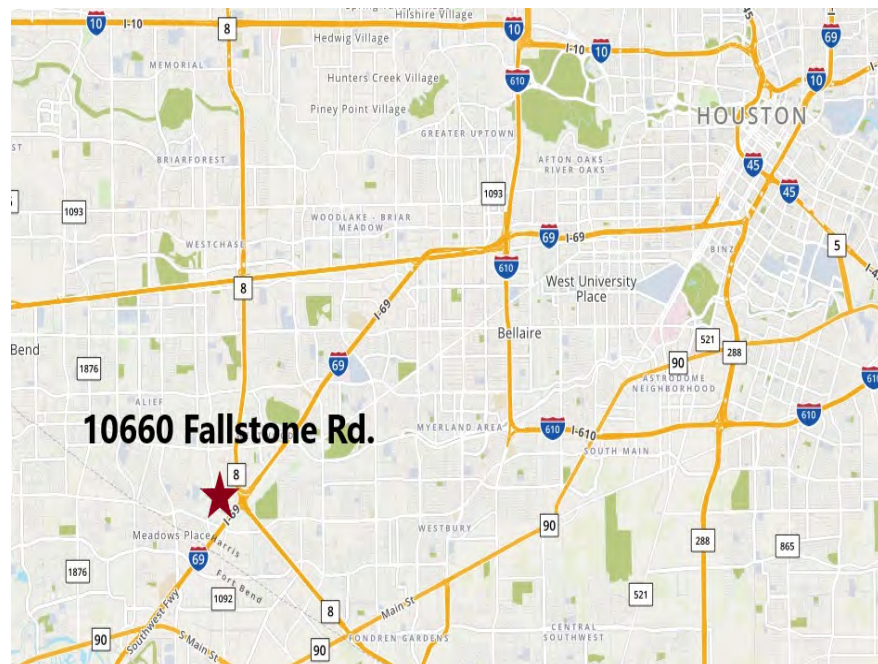 Hilshire Village
10
I-10
8
10
I-10
45
69
Hedwig Village
10
MEMORIAL
Hunters Creek Village
610
Piney Point Village
HOUSTON
GREATER UPTOWN
BRIARFOREST
AFTON OAKS -
RIVER OAKS
45
45
1093
1093
WOODLAKE - BRIAR
MEADOW
WESTCHASE
69
I-69
BINZ
5
610
8
West University
Place
I-69
Bellaire
521
288
Bend
1876
69
90
ASTRODOME
NEIGHBORHOOD
610
ALIEF
10660 Fallstone Rd.
MEYERLAND AREA
610
I-610
610
SOUTH MAIN
8
I-69
WESTBURY
90
Meadows Place
Harris
69
288
865
1876
Fort Bend
1092
521
Southwest Fwy
8
Main St
90
S Main St
90
FONDREN GARDENS
CENTRAL
SOUTHWEST